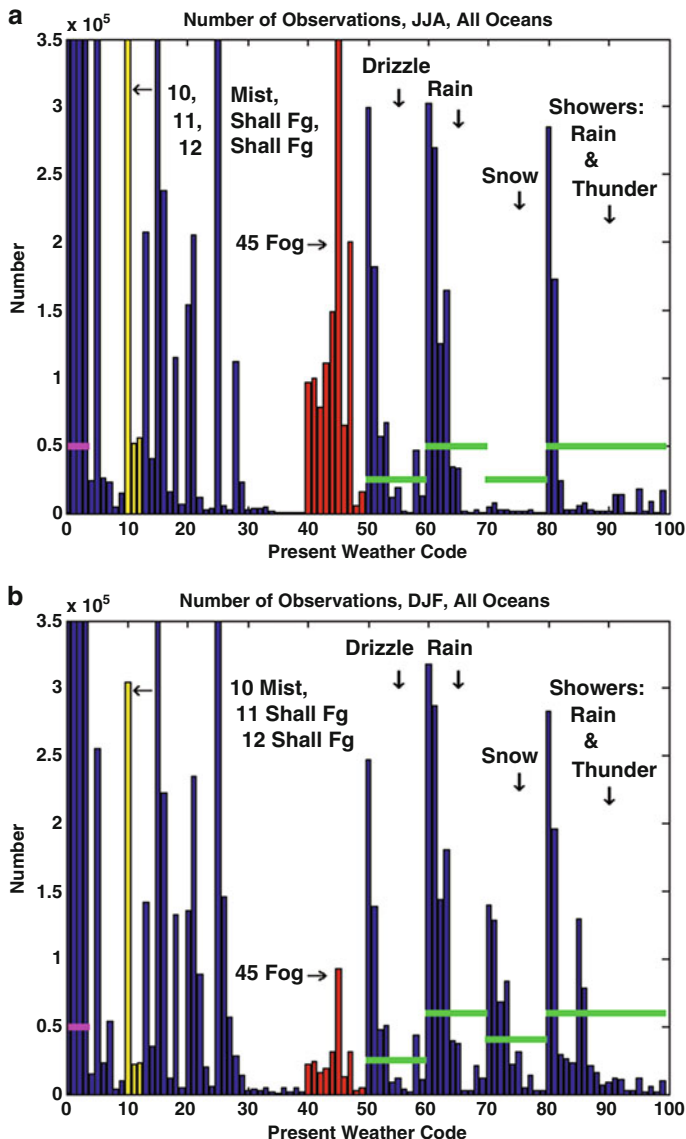 a
x 10⁵
Number of Observations, JJA, All Oceans
3.5
3
2.5
2
1.5
1
0.5
0
Number
10,
11,
12
Mist,
Shall Fg,
Shall Fg
45 Fog
Drizzle
Rain
Snow
Showers:
Rain
&
Thunder
0 10 20 30 40 50 60 70 80 90 100
Present Weather Code
b
x 10⁵
Number of Observations, DJF, All Oceans
3.5
3
2.5
2
1.5
1
0.5
0
Number
10 Mist,
11 Shall Fg
12 Shall Fg
45 Fog
Drizzle Rain
Snow
Showers:
Rain
&
Thunder
0 10 20 30 40 50 60 70 80 90 100
Present Weather Code